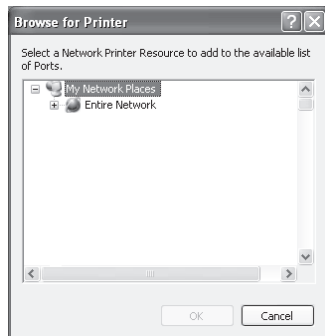 Browse for Printer
Select a Network Printer Resource to add to the available list
of Ports.
My Network Places
Entire Network
OK
Cancel